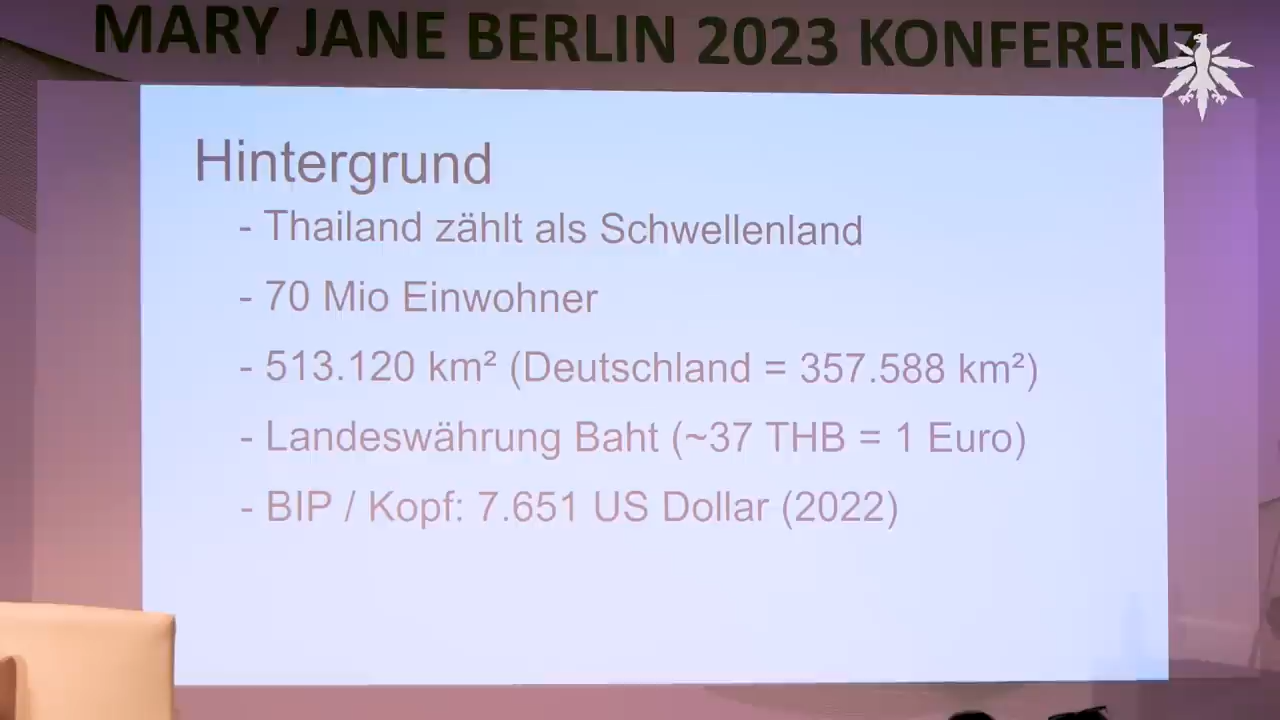 MARY JANE BERLIN 2023 KONFERENZ
Hintergrund
- Thailand zählt als Schwellenland
- 70 Mio Einwohner
- 513.120 km² (Deutschland = 357.588 km²)
- Landeswährung Baht (~37 THB = 1 Euro)
- BIP / Kopf: 7.651 US Dollar (2022)